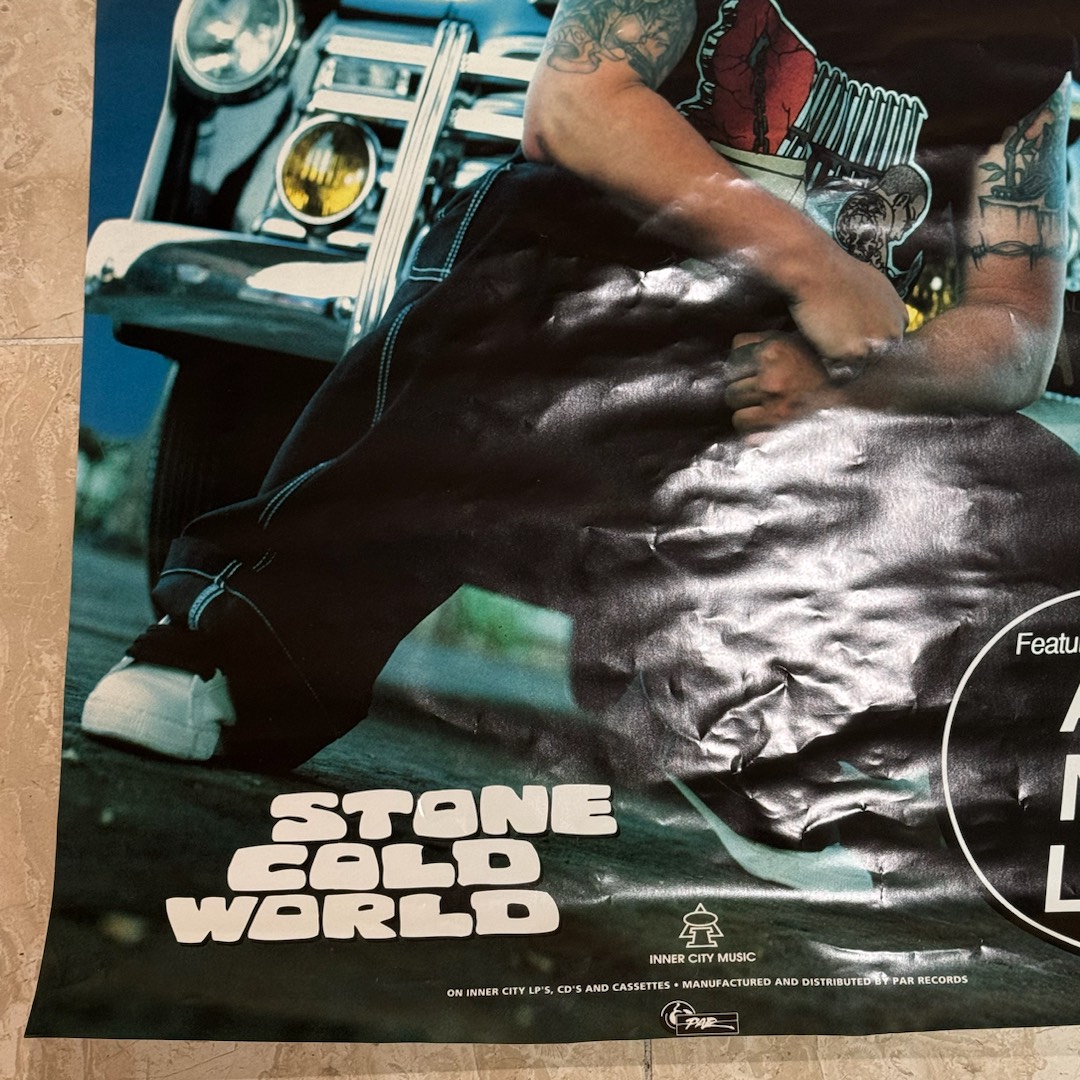 Featu
A
L
STONE
COLD
WORLD
INNER CITY MUSIC
ON INNER CITY LP'S, CD'S AND CASSETTES • MANUFACTURED AND DISTRIBUTED BY PAR RECORDS
PAR